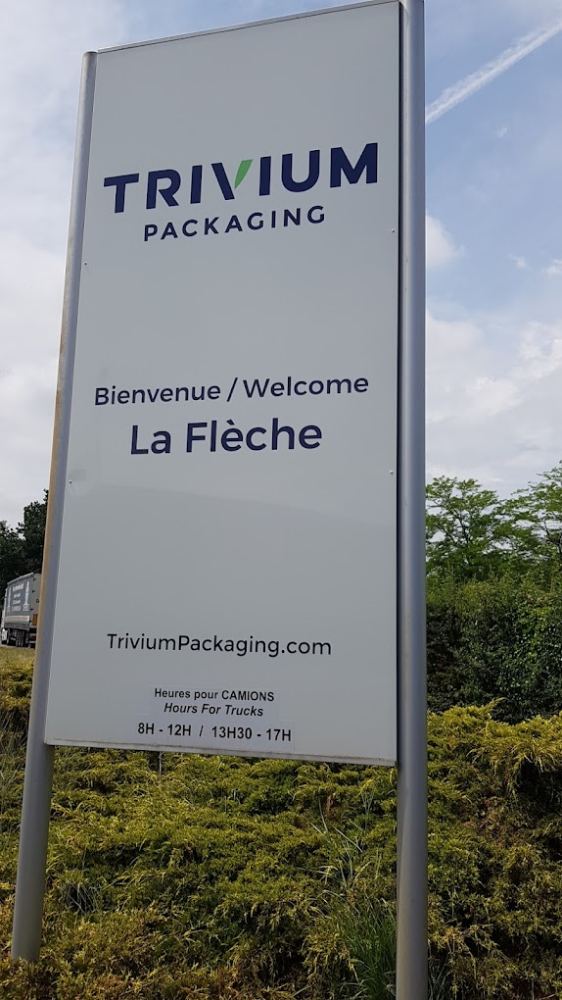 TRIVIUM
PACKAGING
Bienvenue / Welcome
La Flèche
TriviumPackaging.com
Heures pour CAMIONS
Hours For Trucks
8H - 12H / 13H30 - 17H